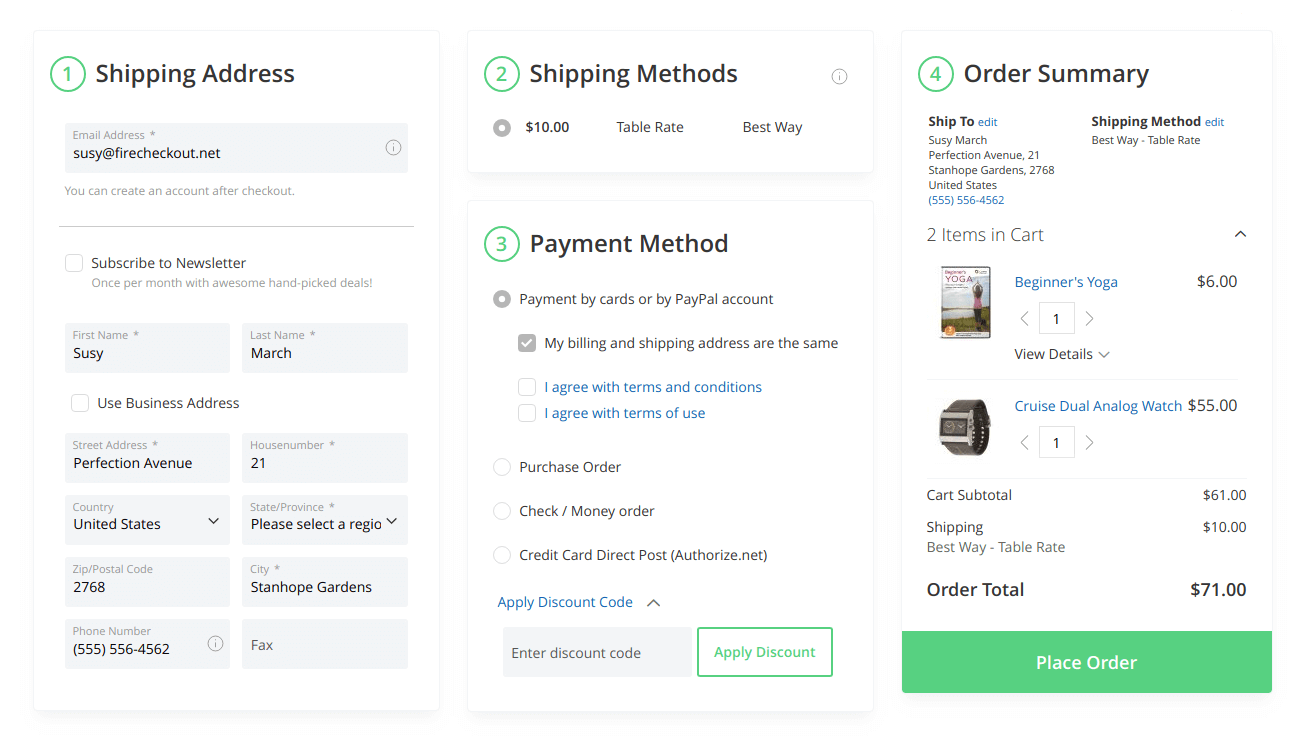 1 Shipping Address
Email Address *
susy@firecheckout.net
You can create an account after checkout.
Subscribe to Newsletter
Once per month with awesome hand-picked deals!
First Name *
Susy
Last Name *
March
Use Business Address
Street Address *
Perfection Avenue
Housenumber *
21
Country
United States
State/Province *
Please select a regio
Zip/Postal Code
2768
City *
Stanhope Gardens
Phone Number
(555) 556-4562
Fax
2 Shipping Methods
$10.00 Table Rate Best Way
3 Payment Method
Payment by cards or by PayPal account
My billing and shipping address are the same
I agree with terms and conditions
I agree with terms of use
Purchase Order
Check / Money order
Credit Card Direct Post (Authorize.net)
Apply Discount Code
Enter discount code
Apply Discount
4 Order Summary
Ship To edit
Susy March
Perfection Avenue, 21
Stanhope Gardens, 2768
United States
(555) 556-4562
Shipping Method edit
Best Way - Table Rate
2 Items in Cart
Beginner's
YOGA
Beginner's Yoga $6.00
1
View Details
Cruise Dual Analog Watch $55.00
1
Cart Subtotal $61.00
Shipping $10.00
Best Way - Table Rate
Order Total $71.00
Place Order